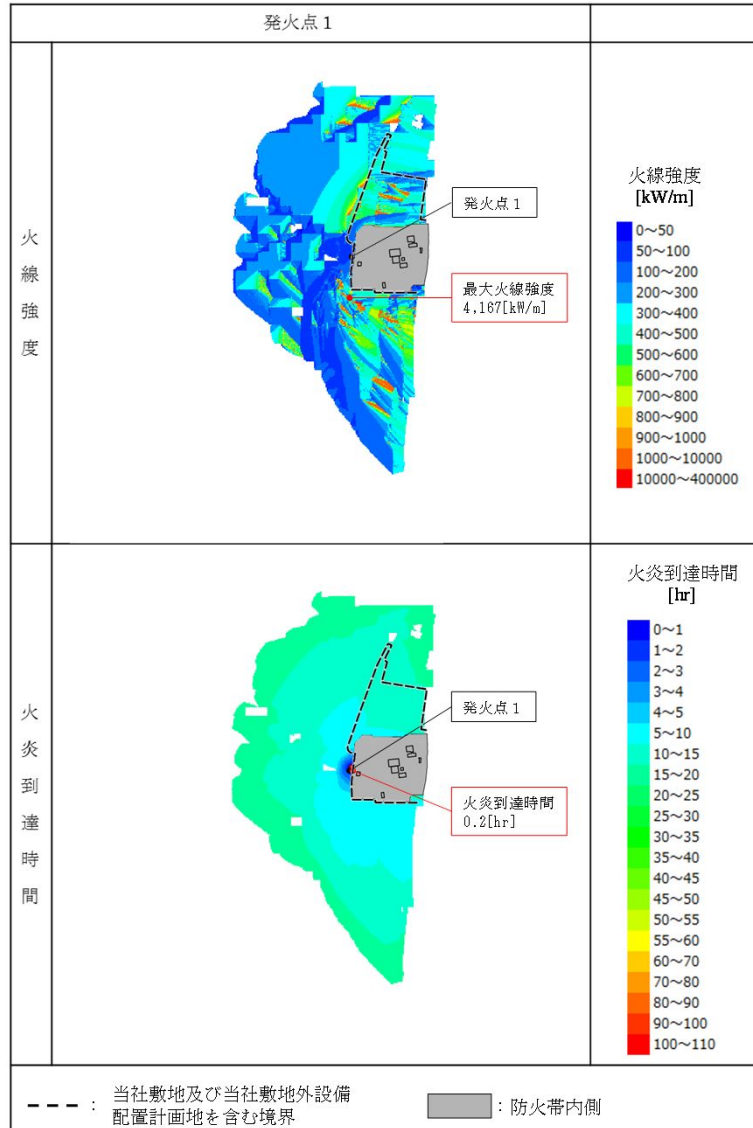 発火点1
火線強度
発火点1
最大火線強度
4,167[kW/m]
火線強度
[kW/m]
0～50
50～100
100～200
200～300
300～400
400～500
500～600
600～700
700～800
800～900
900～1000
1000～10000
10000～400000
火炎到達時間
発火点1
火炎到達時間
0.2[hr]
火炎到達時間
[hr]
0～1
1～2
2～3
3～4
4～5
5～10
10～15
15～20
20～25
25～30
30～35
35～40
40～45
45～50
50～55
55～60
60～70
70～80
80～90
90～100
100～110
： 当社敷地及び当社敷地外設備
配置計画地を含む境界
：防火帯内側